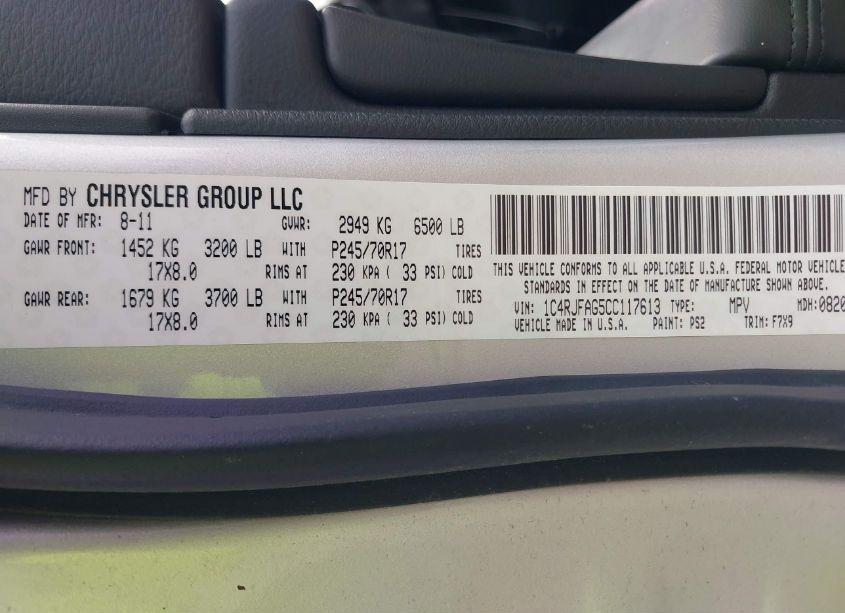 MFD BY CHRYSLER GROUP LLC
DATE OF MFR: 8-11 GVWR: 2949 KG 6500 LB
GAWR FRONT: 1452 KG 3200 LB WITH P245/70R17 TIRES
17X8.0 RIMS AT 230 KPA ( 33 PSI) COLD
GAWR REAR: 1679 KG 3700 LB WITH P245/70R17 TIRES
17X8.0 RIMS AT 230 KPA ( 33 PSI) COLD
THIS VEHICLE CONFORMS TO ALL APPLICABLE U.S.A. FEDERAL MOTOR VEHICLE
STANDARDS IN EFFECT ON THE DATE OF MANUFACTURE SHOWN ABOVE.
VIN: 1C4RJFAG5CC117613 TYPE: MPV MDH:0820
VEHICLE MADE IN U.S.A. PAINT: PS2 TRIM: F7X9